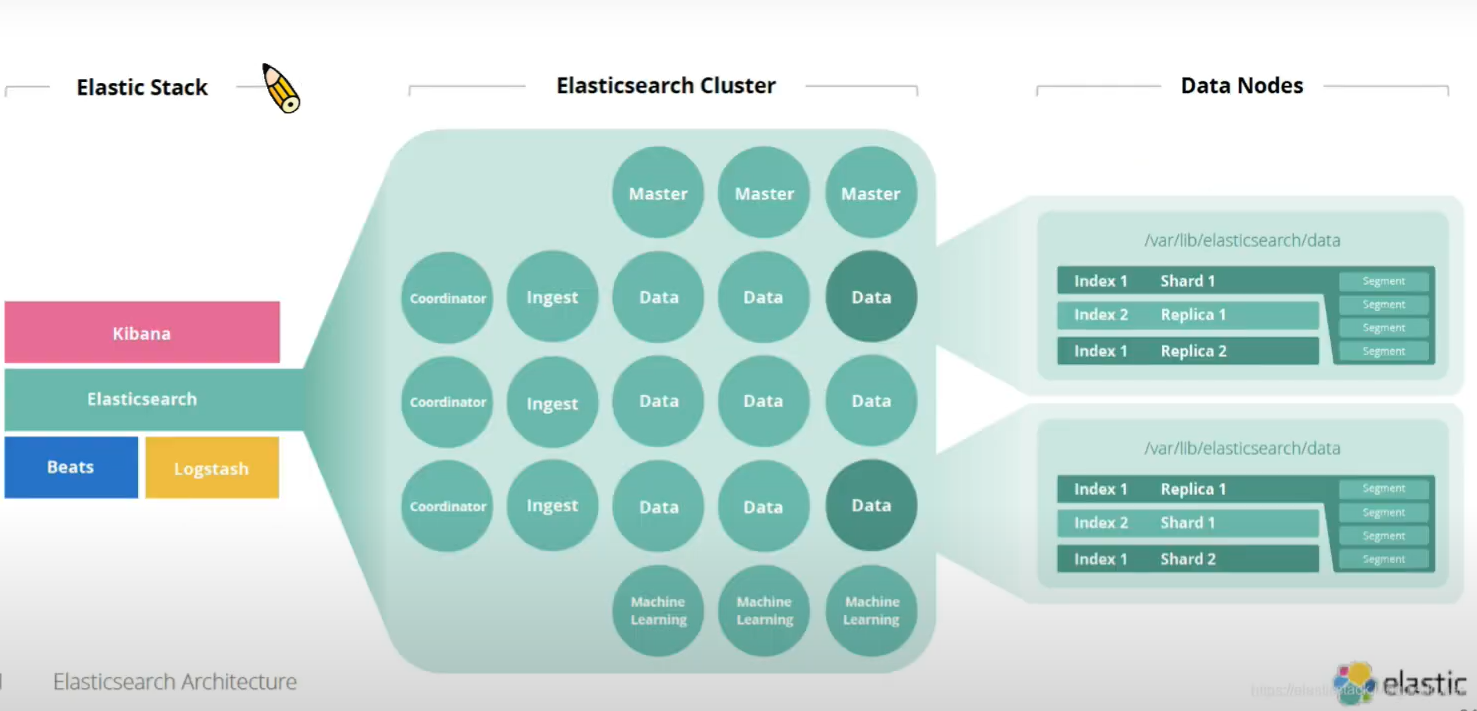 Elastic Stack
Elasticsearch Cluster
Data Nodes
Kibana
Elasticsearch
Beats
Logstash
Master
Master
Master
Coordinator
Ingest
Data
Data
Data
Coordinator
Ingest
Data
Data
Data
Coordinator
Ingest
Data
Data
Data
Machine
Learning
Machine
Learning
Machine
Learning
/var/lib/elasticsearch/data
Index 1 Shard 1
Index 2 Replica 1
Index 1 Replica 2
Segment
Segment
Segment
Segment
/var/lib/elasticsearch/data
Index 1 Replica 1
Index 2 Shard 1
Index 1 Shard 2
Segment
Segment
Segment
Segment
Elasticsearch Architecture
elastic